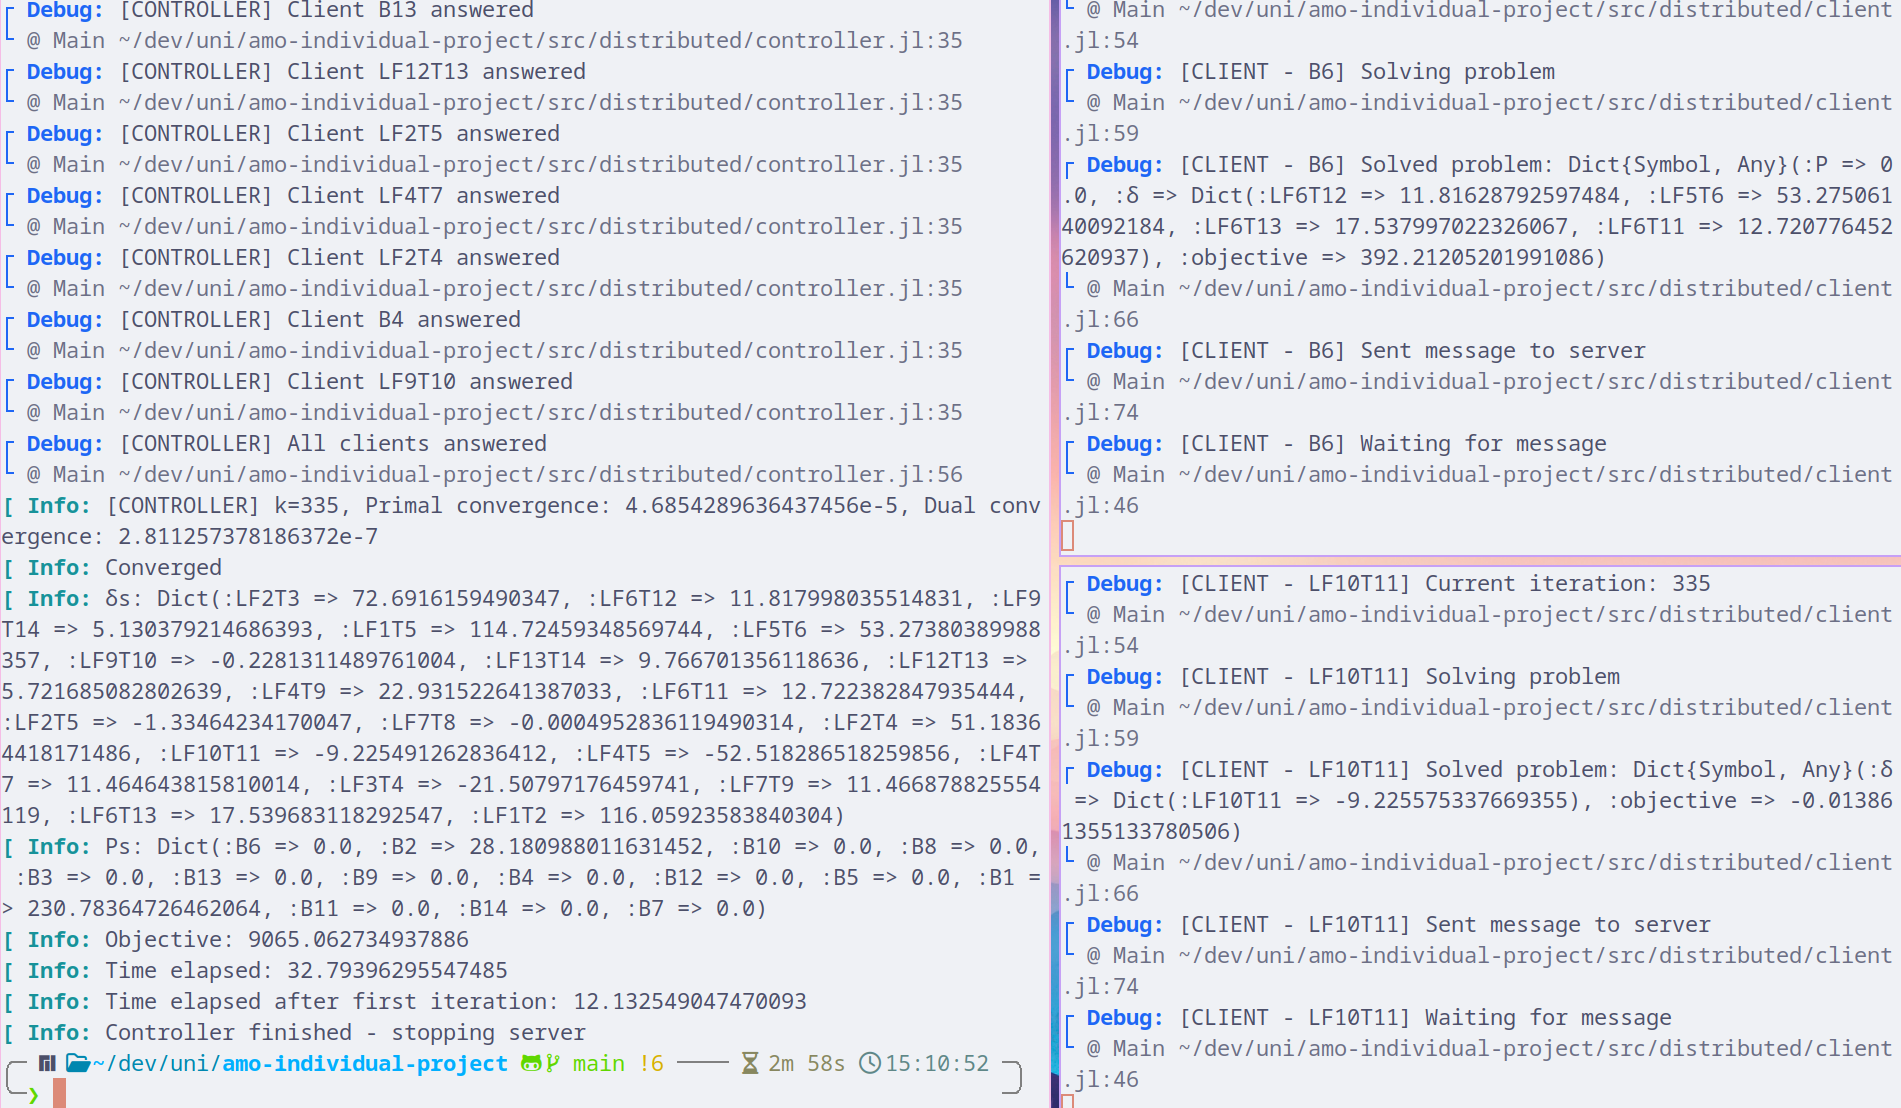 Debug: [CONTROLLER] Client B13 answered
@ Main ~/dev/uni/amo-individual-project/src/distributed/controller.jl:35
Debug: [CONTROLLER] Client LF12T13 answered
@ Main ~/dev/uni/amo-individual-project/src/distributed/controller.jl:35
Debug: [CONTROLLER] Client LF2T5 answered
@ Main ~/dev/uni/amo-individual-project/src/distributed/controller.jl:35
Debug: [CONTROLLER] Client LF4T7 answered
@ Main ~/dev/uni/amo-individual-project/src/distributed/controller.jl:35
Debug: [CONTROLLER] Client LF2T4 answered
@ Main ~/dev/uni/amo-individual-project/src/distributed/controller.jl:35
Debug: [CONTROLLER] Client B4 answered
@ Main ~/dev/uni/amo-individual-project/src/distributed/controller.jl:35
Debug: [CONTROLLER] Client LF9T10 answered
@ Main ~/dev/uni/amo-individual-project/src/distributed/controller.jl:35
Debug: [CONTROLLER] All clients answered
@ Main ~/dev/uni/amo-individual-project/src/distributed/controller.jl:56
[ Info: [CONTROLLER] k=335, Primal convergence: 4.6854289636437456e-5, Dual conv
ergence: 2.811257378186372e-7
[ Info: Converged
[ Info: δs: Dict(:LF2T3 => 72.6916159490347, :LF6T12 => 11.817998035514831, :LF9
T14 => 5.130379214686393, :LF1T5 => 114.72459348569744, :LF5T6 => 53.27380389988
357, :LF9T10 => -0.2281311489761004, :LF13T14 => 9.766701356118636, :LF12T13 =>
5.721685082802639, :LF4T9 => 22.931522641387033, :LF6T11 => 12.722382847935444,
:LF2T5 => -1.33464234170047, :LF7T8 => -0.0004952836119490314, :LF2T4 => 51.1836
4418171486, :LF10T11 => -9.225491262836412, :LF4T5 => -52.518286518259856, :LF4T
7 => 11.464643815810014, :LF3T4 => -21.50797176459741, :LF7T9 => 11.466878825554
119, :LF6T13 => 17.539683118292547, :LF1T2 => 116.05923583840304)
[ Info: Ps: Dict(:B6 => 0.0, :B2 => 28.180988011631452, :B10 => 0.0, :B8 => 0.0,
:B3 => 0.0, :B13 => 0.0, :B9 => 0.0, :B4 => 0.0, :B12 => 0.0, :B5 => 0.0, :B1 =
> 230.78364726462064, :B11 => 0.0, :B14 => 0.0, :B7 => 0.0)
[ Info: Objective: 9065.062734937886
[ Info: Time elapsed: 32.79396295547485
[ Info: Time elapsed after first iteration: 12.132549047470093
[ Info: Controller finished - stopping server
~/dev/uni/amo-individual-project main !6 2m 58s 15:10:52
❯
@ Main ~/dev/uni/amo-individual-project/src/distributed/client
.jl:54
Debug: [CLIENT - B6] Solving problem
@ Main ~/dev/uni/amo-individual-project/src/distributed/client
.jl:59
Debug: [CLIENT - B6] Solved problem: Dict{Symbol, Any}(:P => 0
.0, :δ => Dict(:LF6T12 => 11.81628792597484, :LF5T6 => 53.275061
40092184, :LF6T13 => 17.537997022326067, :LF6T11 => 12.720776452
620937), :objective => 392.21205201991086)
@ Main ~/dev/uni/amo-individual-project/src/distributed/client
.jl:66
Debug: [CLIENT - B6] Sent message to server
@ Main ~/dev/uni/amo-individual-project/src/distributed/client
.jl:74
Debug: [CLIENT - B6] Waiting for message
@ Main ~/dev/uni/amo-individual-project/src/distributed/client
.jl:46
Debug: [CLIENT - LF10T11] Current iteration: 335
@ Main ~/dev/uni/amo-individual-project/src/distributed/client
.jl:54
Debug: [CLIENT - LF10T11] Solving problem
@ Main ~/dev/uni/amo-individual-project/src/distributed/client
.jl:59
Debug: [CLIENT - LF10T11] Solved problem: Dict{Symbol, Any}(:δ
=> Dict(:LF10T11 => -9.225575337669355), :objective => -0.01386
1355133780506)
@ Main ~/dev/uni/amo-individual-project/src/distributed/client
.jl:66
Debug: [CLIENT - LF10T11] Sent message to server
@ Main ~/dev/uni/amo-individual-project/src/distributed/client
.jl:74
Debug: [CLIENT - LF10T11] Waiting for message
@ Main ~/dev/uni/amo-individual-project/src/distributed/client
.jl:46